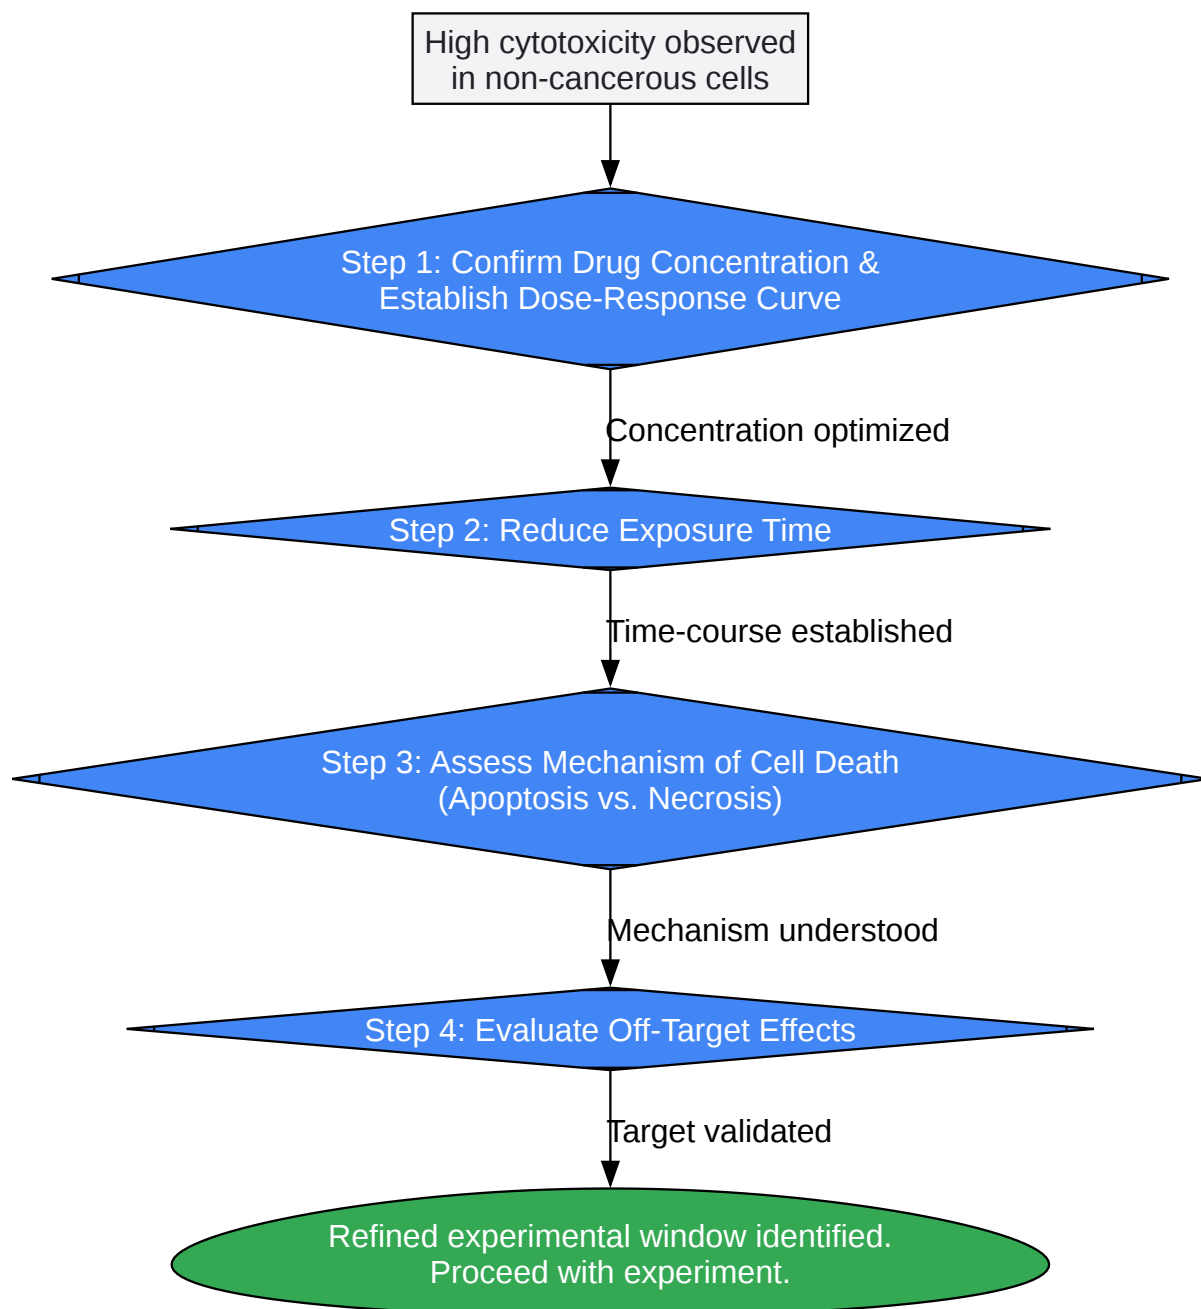 High cytotoxicity observed
in non-cancerous cells
Step 1: Confirm Drug Concentration &
Establish Dose-Response Curve
Concentration optimized
Step 2: Reduce Exposure Time
Time-course established
Step 3: Assess Mechanism of Cell Death
(Apoptosis vs. Necrosis)
Mechanism understood
Step 4: Evaluate Off-Target Effects
Target validated
Refined experimental window identified.
Proceed with experiment.